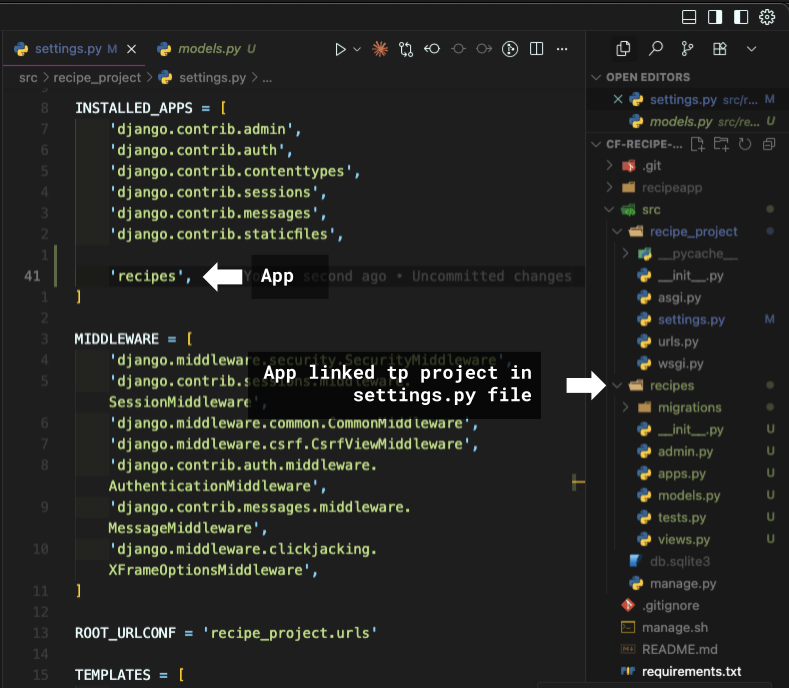 settings.py M
models.py U
src > recipe_project > settings.py > ...
8 INSTALLED_APPS = [
7 'django.contrib.admin',
6 'django.contrib.auth',
5 'django.contrib.contenttypes',
4 'django.contrib.sessions',
3 'django.contrib.messages',
2 'django.contrib.staticfiles',
1
41 'recipes', second ago • Uncommitted changes
App
1 ]
2
3 MIDDLEWARE = [
4 'django.middleware.security.SecurityMiddleware',
5 'django.contrib.sessions.middleware.
SessionMiddleware',
App linked tp project in
settings.py file
6 'django.middleware.common.CommonMiddleware',
7 'django.middleware.csrf.CsrfViewMiddleware',
8 'django.contrib.auth.middleware.
AuthenticationMiddleware',
9 'django.contrib.messages.middleware.
MessageMiddleware',
10 'django.middleware.clickjacking.
XFrameOptionsMiddleware',
11 ]
12
13 ROOT_URLCONF = 'recipe_project.urls'
14
15 TEMPLATES = [
OPEN EDITORS
settings.py src/r... M
models.py src/re... U
CF-RECIPE-...
.git
recipeapp
src
recipe_project
__pycache__
__init__.py
asgi.py
settings.py M
urls.py
wsgi.py
recipes
migrations
__init__.py U
admin.py U
apps.py U
models.py U
tests.py U
views.py U
db.sqlite3
manage.py
.gitignore
manage.sh
README.md
requirements.txt